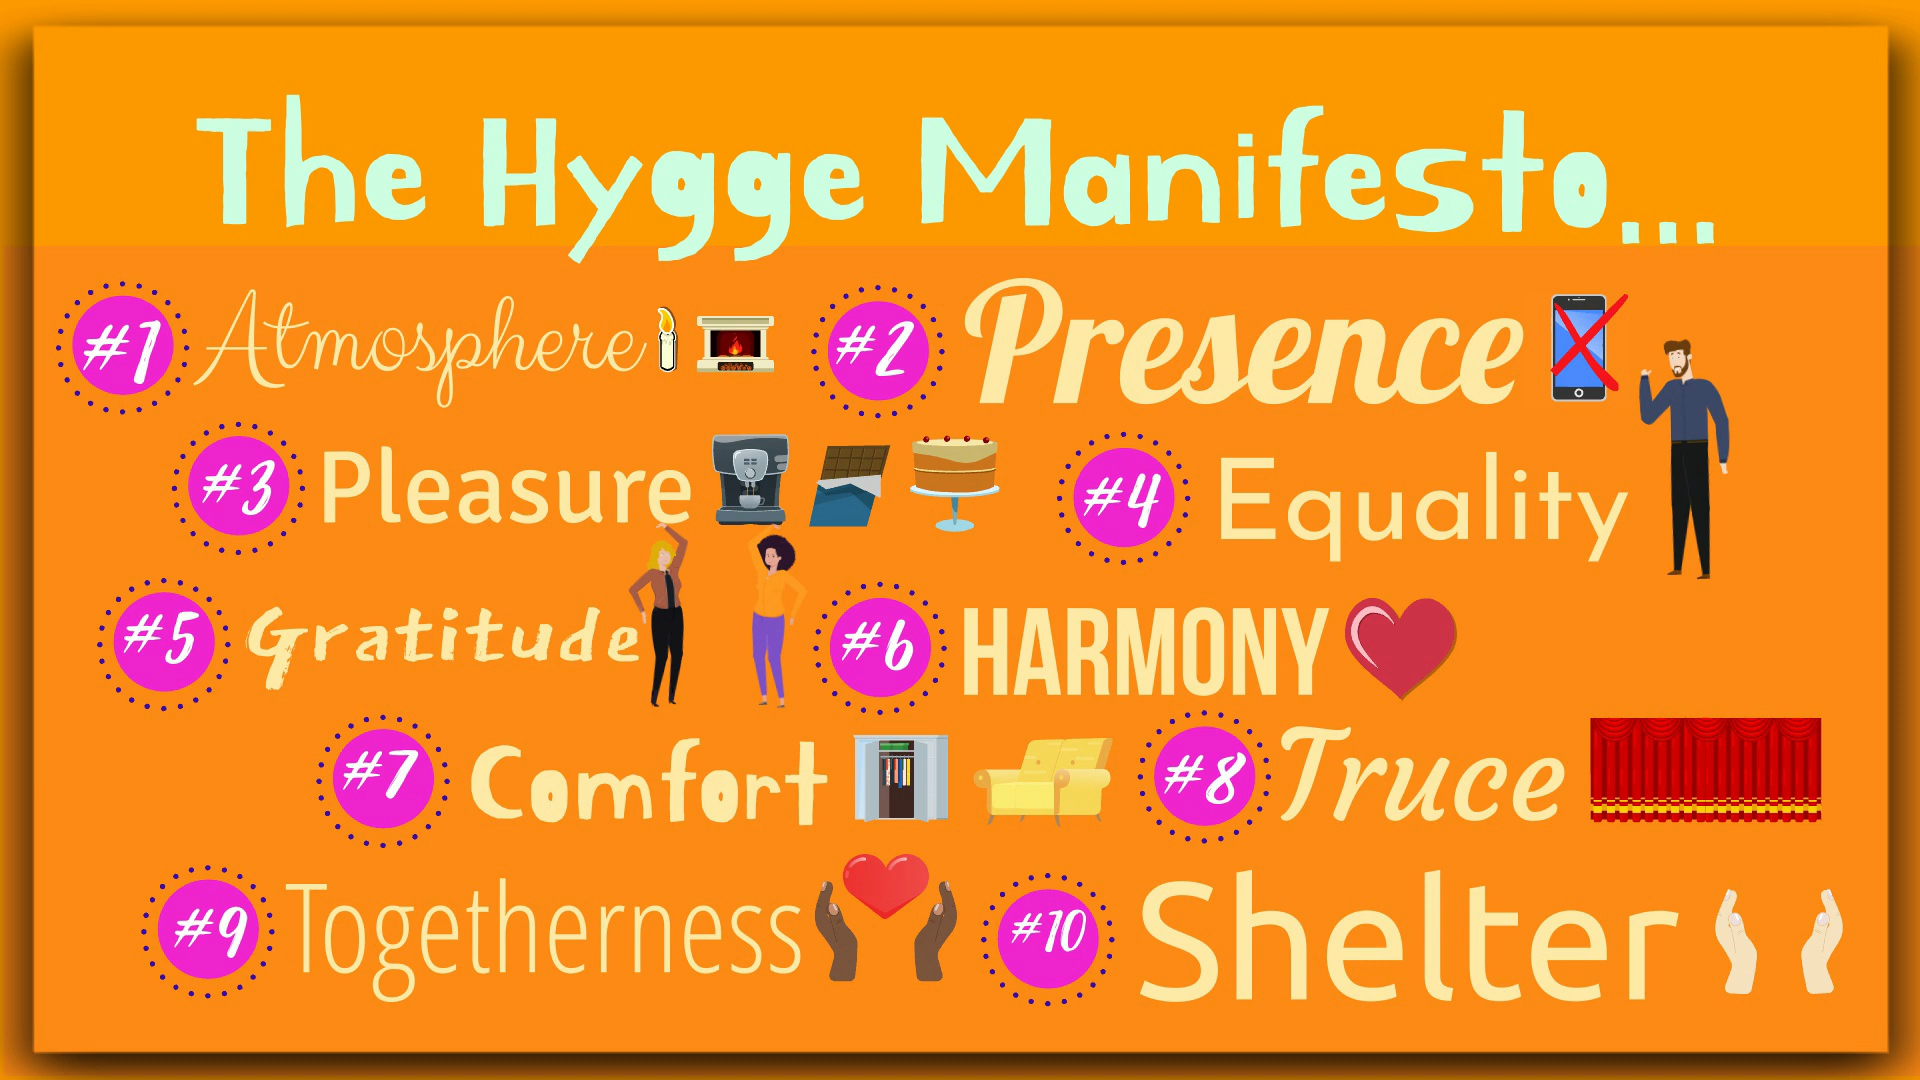 The Hygge Manifesto...
#1 Atmosphere #2 Presence
#3 Pleasure #4 Equality
#5 Gratitude #6 HARMONY
#7 Comfort #8 Truce
#9 Togetherness #10 Shelter